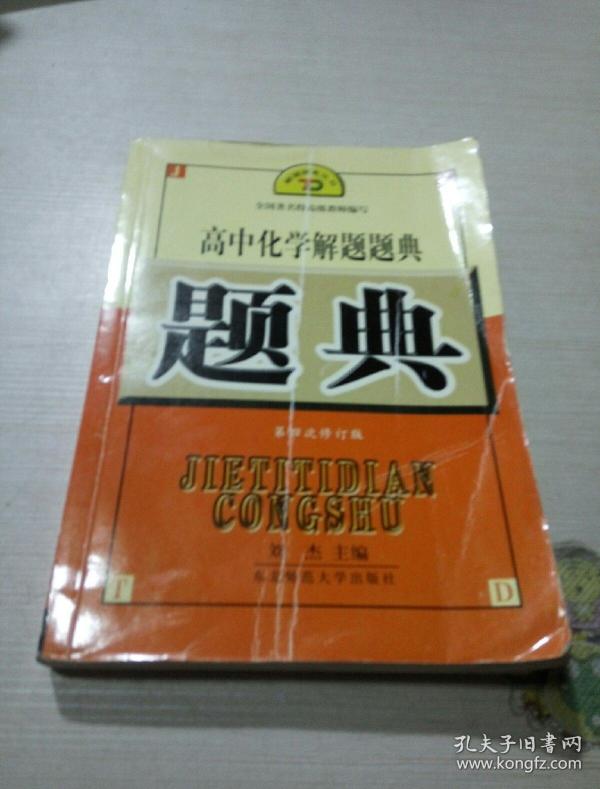 J
全国著名特高级教师编写
高中化学解题题典
题典
第四次修订版
JIETITIDIAN
CONGSHU
刘 杰 主编
东北师范大学出版社
T
D
孔夫子旧书网
www.kongfz.com